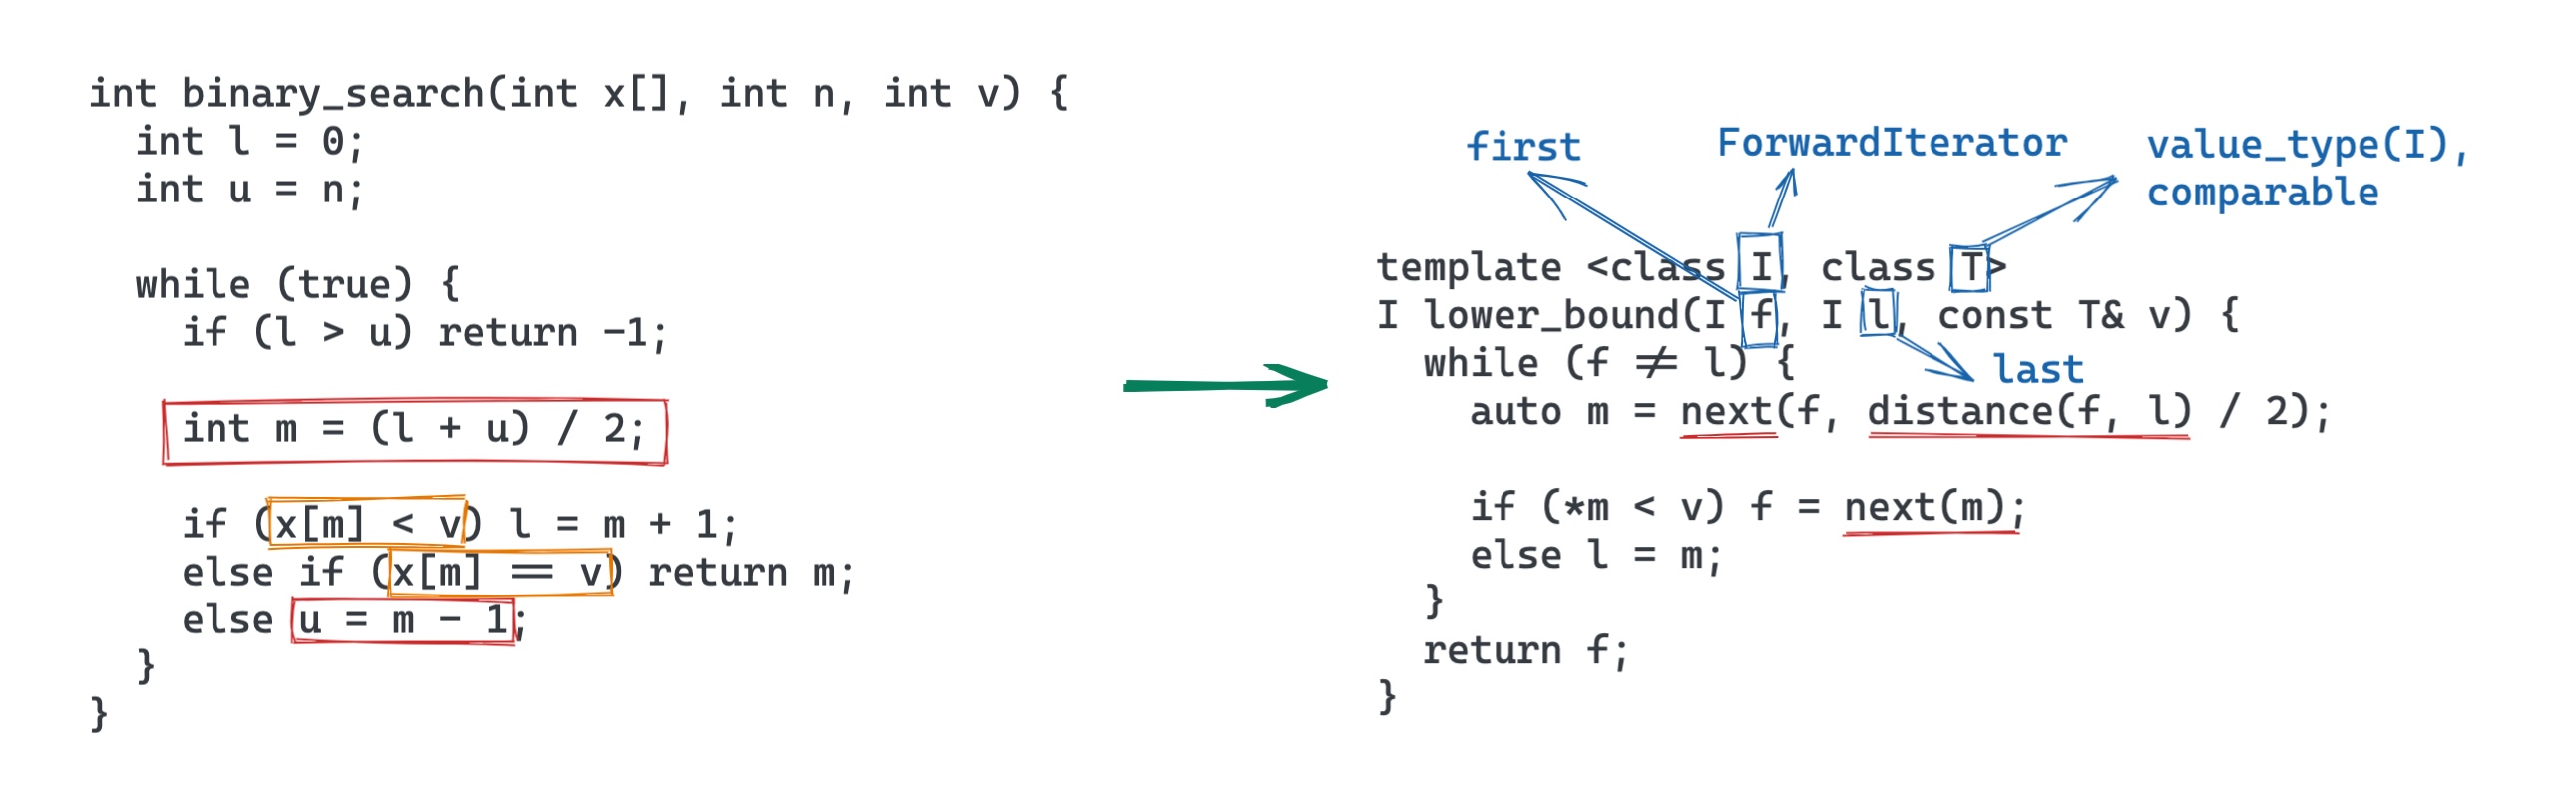 int binary_search(int x[], int n, int v) {
int l = 0;
int u = n;
while (true) {
if (l > u) return -1;
int m = (l + u) / 2;
if (x[m] < v) l = m + 1;
else if (x[m] == v) return m;
else u = m - 1;
}
}
first
ForwardIterator
value_type(I),
comparable
template <class I, class T>
I lower_bound(I f, I l, const T& v) {
while (f ≠ l) {
last
auto m = next(f, distance(f, l) / 2);
if (*m < v) f = next(m);
else l = m;
}
return f;
}